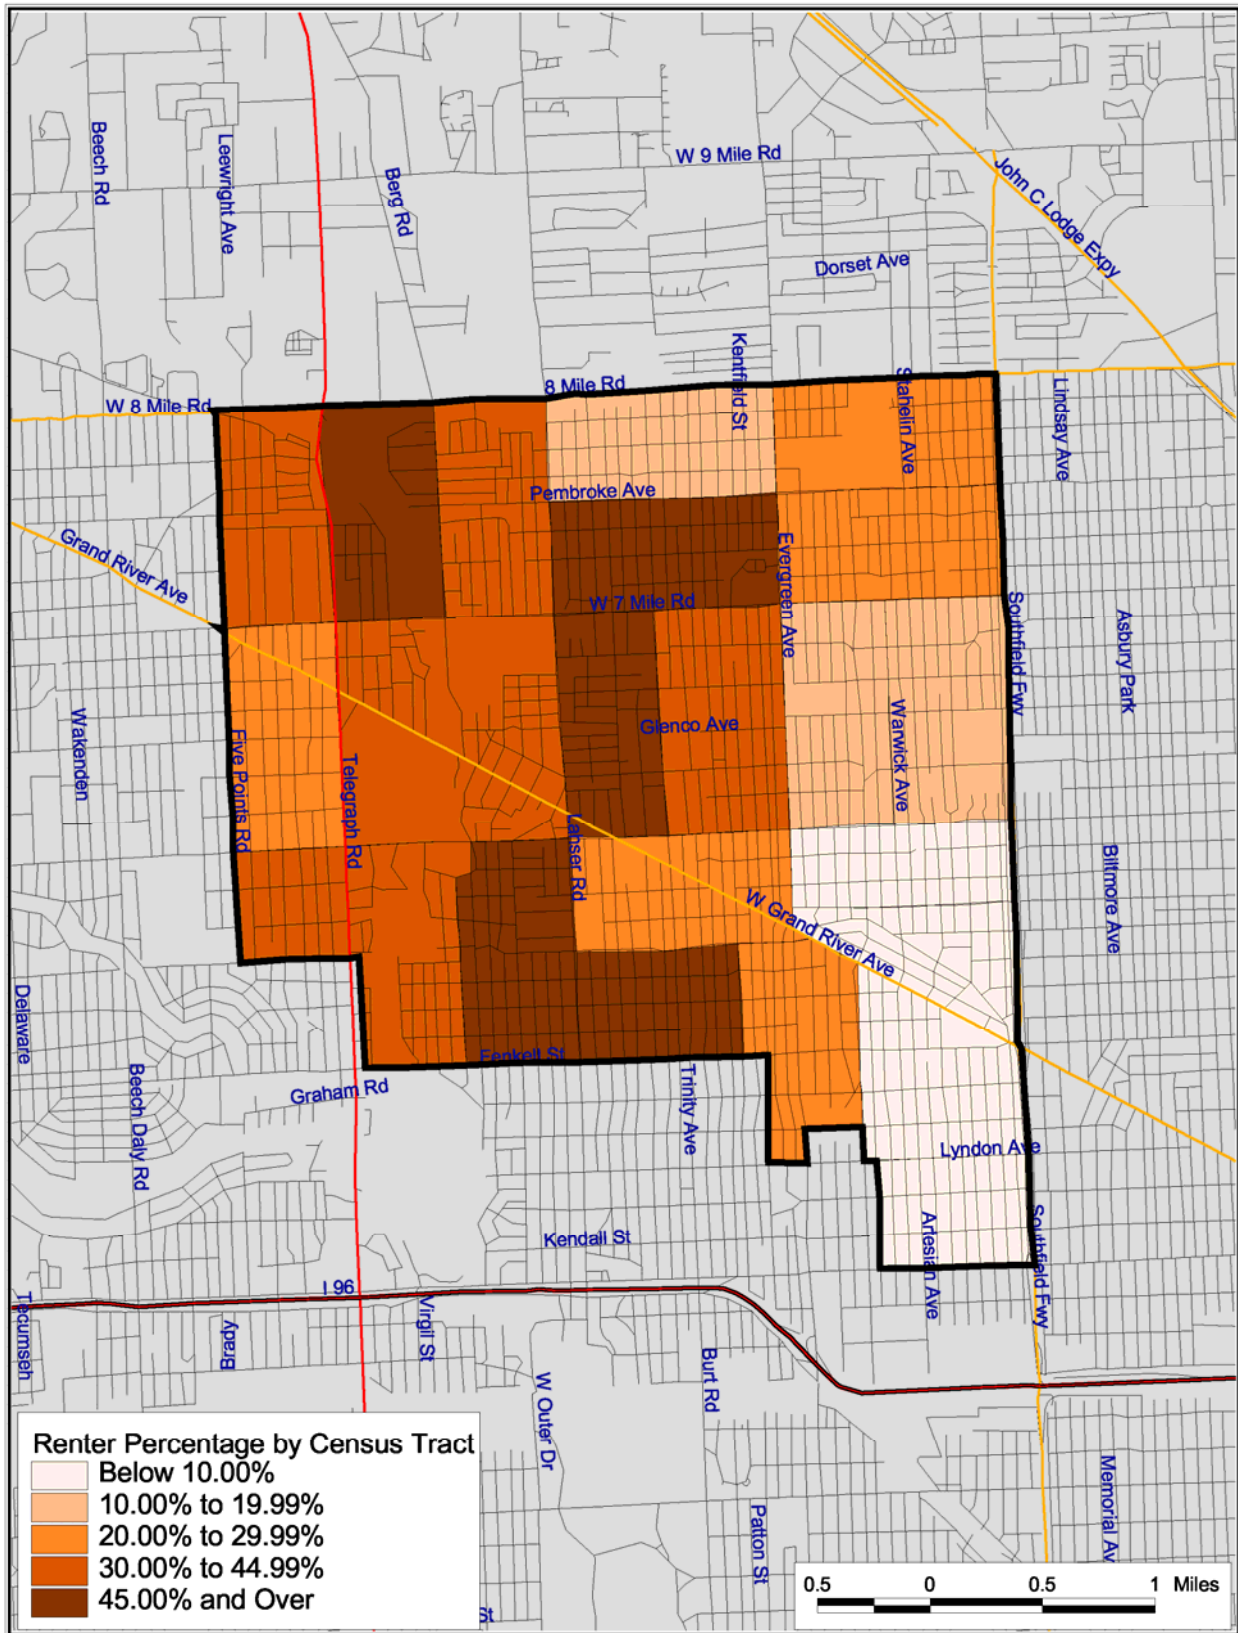 W 9 Mile Rd
Beech Rd
Leewright Ave
Berg Rd
John C Lodge Expy
Dorset Ave
Kentfield St
8 Mile Rd
Stahelin Ave
Lindsay Ave
W 8 Mile Rd
Pembroke Ave
Grand River Ave
Evergreen Ave
W 7 Mile Rd
Southfield Fwy
Asbury Park
Wakenden
Glenco Ave
Warwick Ave
Five Points Rd
Telegraph Rd
Lahser Rd
Biltmore Ave
W Grand River Ave
Delaware
Fenkell St
Beech Daly Rd
Graham Rd
Trinity Ave
Lyndon Ave
Kendall St
Artesian Ave
Southfield Fwy
I 96
Tecumseh
Brady
Virgil St
Burt Rd
W Outer Dr
Memorial Av
Patton St
St
Renter Percentage by Census Tract
Below 10.00%
10.00% to 19.99%
20.00% to 29.99%
30.00% to 44.99%
45.00% and Over
0.5 0 0.5 1 Miles